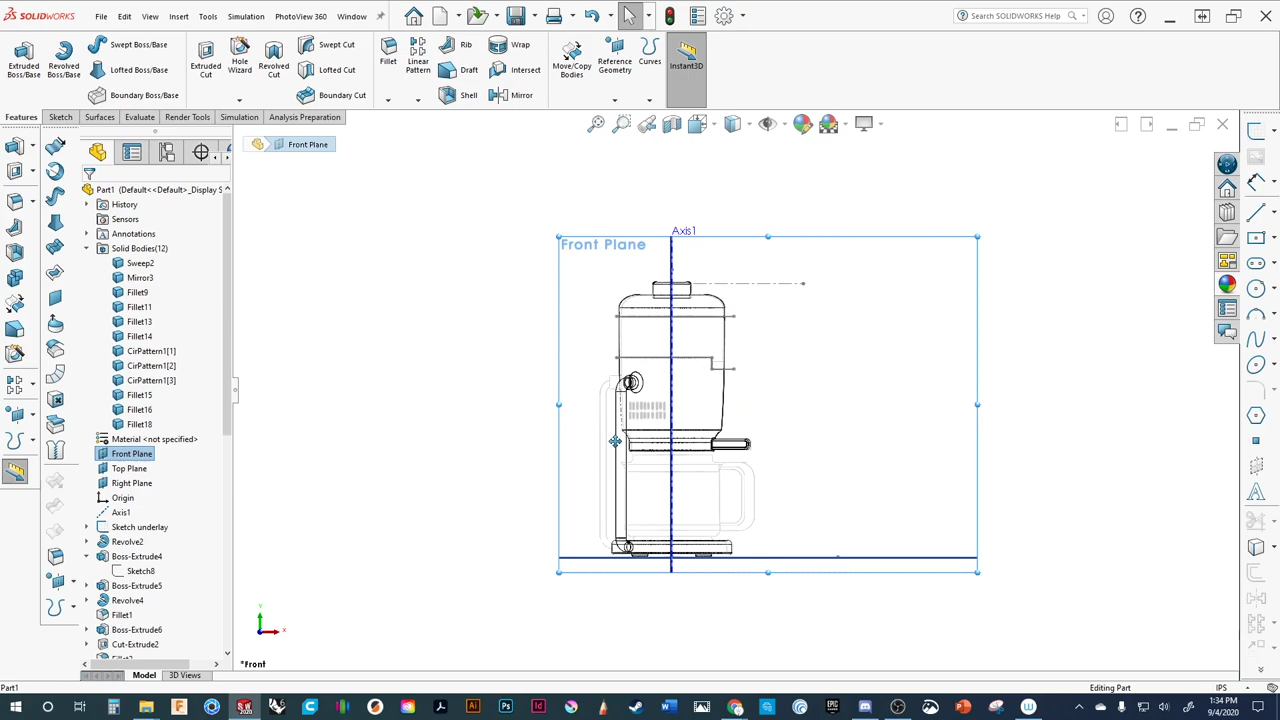 SOLIDWORKS
File
Edit
View
Insert
Tools
Simulation
PhotoView 360
Window
Search SOLIDWORKS Help
Extruded Boss/Base
Revolved Boss/Base
Swept Boss/Base
Lofted Boss/Base
Boundary Boss/Base
Extruded Cut
Hole Wizard
Revolved Cut
Swept Cut
Lofted Cut
Boundary Cut
Fillet
Linear Pattern
Rib
Draft
Shell
Wrap
Intersect
Mirror
Move/Copy Bodies
Reference Geometry
Curves
Instant3D
Features
Sketch
Surfaces
Evaluate
Render Tools
Simulation
Analysis Preparation
Front Plane
Part1 (Default<<Default>_Display S
History
Sensors
Annotations
Solid Bodies(12)
Sweep2
Mirror3
Fillet9
Fillet11
Fillet13
Fillet14
CirPattern1[1]
CirPattern1[2]
CirPattern1[3]
Fillet15
Fillet16
Fillet18
Material <not specified>
Front Plane
Top Plane
Right Plane
Origin
Axis1
Sketch underlay
Revolve2
Boss-Extrude4
Sketch8
Boss-Extrude5
Revolve4
Fillet1
Boss-Extrude6
Cut-Extrude2
Axis1
Front Plane
Y
X
*Front
Model
3D Views
Part1
Editing Part
IPS
1:34 PM
9/4/2020